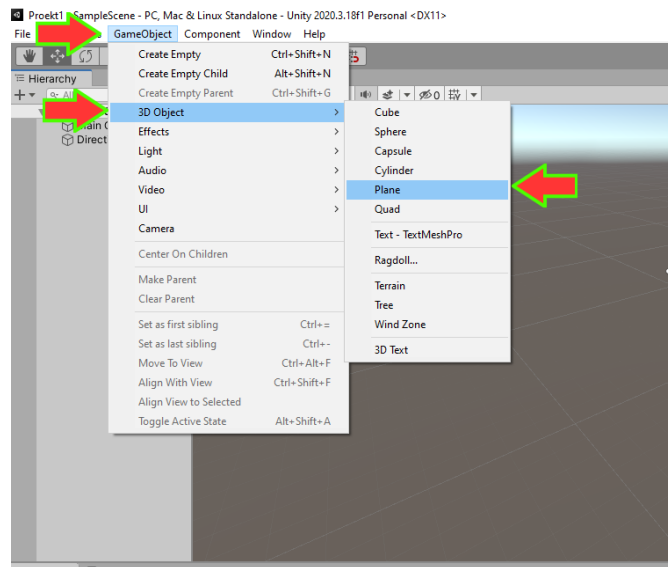 Proekt1 - SampleScene - PC, Mac & Linux Standalone - Unity 2020.3.18f1 Personal <DX11>
File GameObject Component Window Help
Hierarchy
All
Main
Direct
Create Empty Ctrl+Shift+N
Create Empty Child Alt+Shift+N
Create Empty Parent Ctrl+Shift+G
3D Object >
Effects >
Light >
Audio >
Video >
UI >
Camera
Center On Children
Make Parent
Clear Parent
Set as first sibling Ctrl+=
Set as last sibling Ctrl+-
Move To View Ctrl+Alt+F
Align With View Ctrl+Shift+F
Align View to Selected
Toggle Active State Alt+Shift+A
0
Cube
Sphere
Capsule
Cylinder
Plane
Quad
Text - TextMeshPro
Ragdoll...
Terrain
Tree
Wind Zone
3D Text